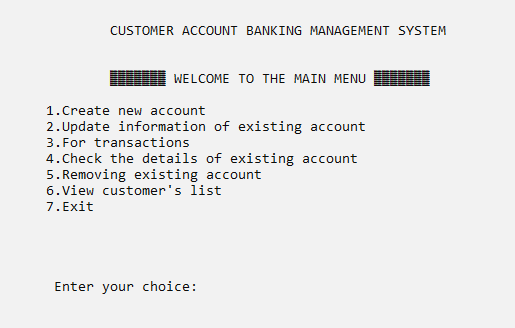 CUSTOMER ACCOUNT BANKING MANAGEMENT SYSTEM
▓▓▓▓▓▓▓ WELCOME TO THE MAIN MENU ▓▓▓▓▓▓▓
1.Create new account
2.Update information of existing account
3.For transactions
4.Check the details of existing account
5.Removing existing account
6.View customer's list
7.Exit
Enter your choice: